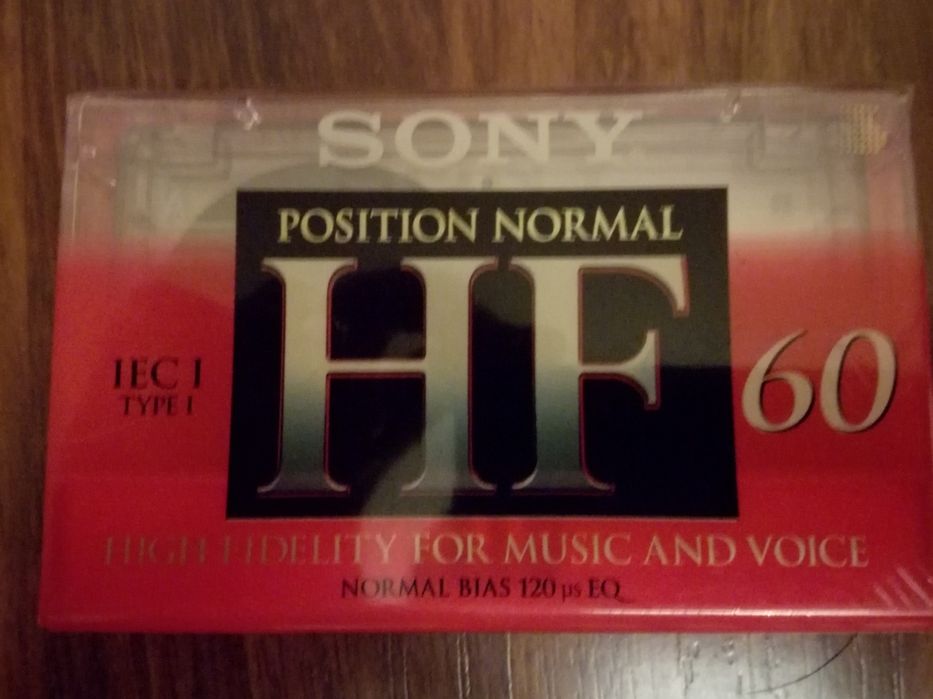 SONY
POSITION NORMAL
HF
IEC I
TYPE I
60
HIGH FIDELITY FOR MUSIC AND VOICE
NORMAL BIAS 120 µs EQ